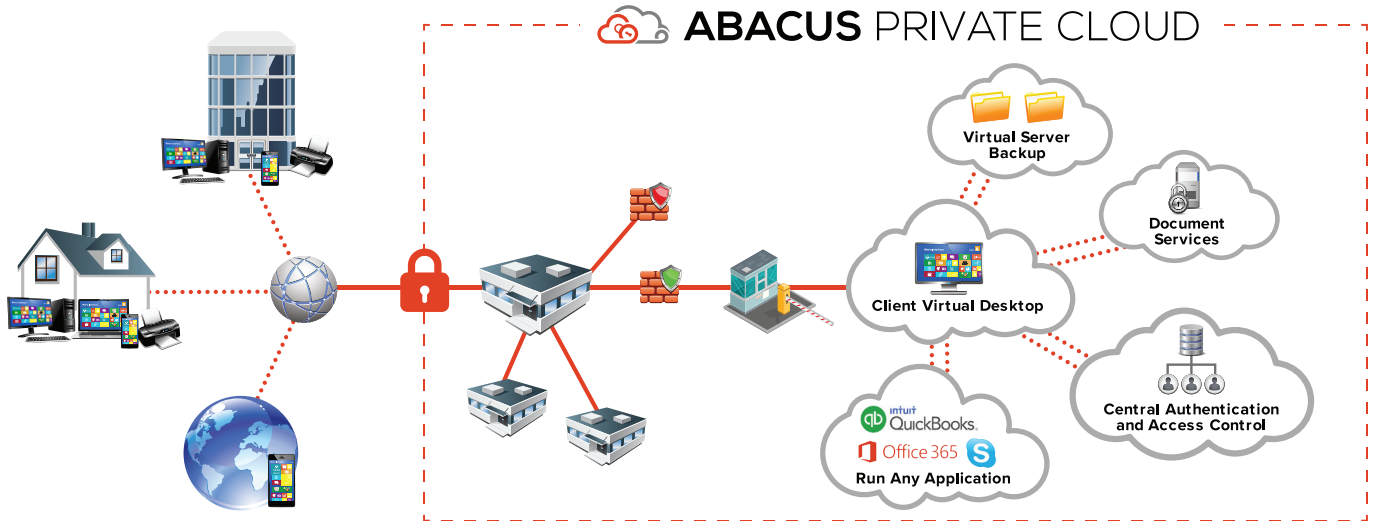 ABACUS PRIVATE CLOUD
Virtual Server
Backup
Document
Services
Client Virtual Desktop
Central Authentication
and Access Control
qb
intuit
QuickBooks.
Office 365
S
Run Any Application